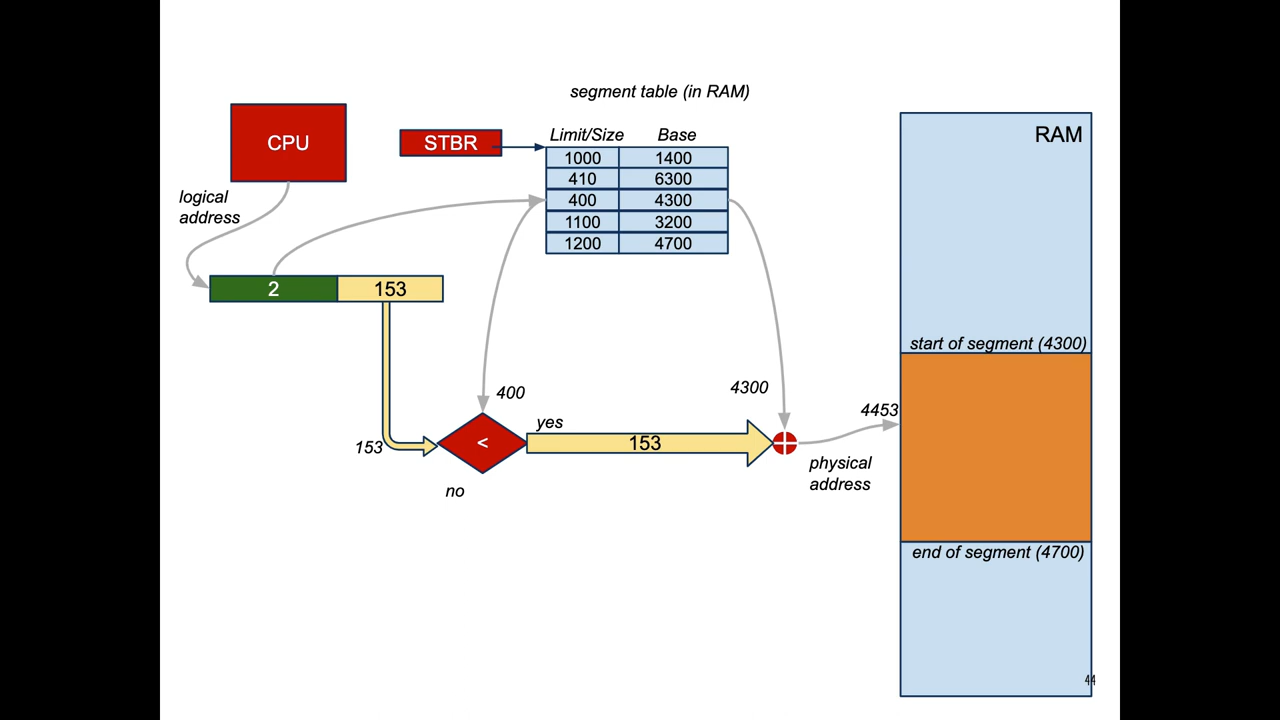 segment table (in RAM)
CPU
STBR
Limit/Size Base
1000 1400
410 6300
400 4300
1100 3200
1200 4700
RAM
logical
address
2 153
start of segment (4300)
400
4300
4453
yes
153
<
153
no
physical
address
end of segment (4700)
44